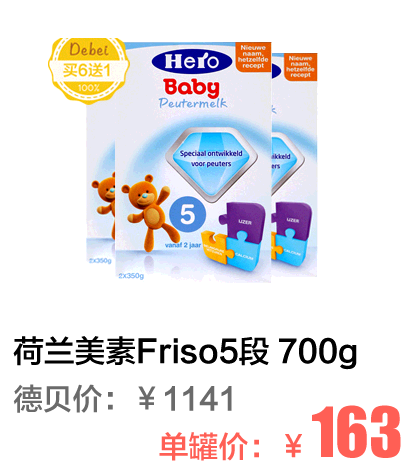 Debei
买6送1
100%
Hero
Baby
Peutermelk
Nieuwe
naam,
hetzelfde
recept
Nieuwe
naam,
hetzelfde
recept
Speciaal ontwikkeld
voor peuters
5
IJZER
vanaf 2 jaar
2x350g
2x350g
荷兰美素Friso5段 700g
德贝价：￥1141
单罐价：￥163